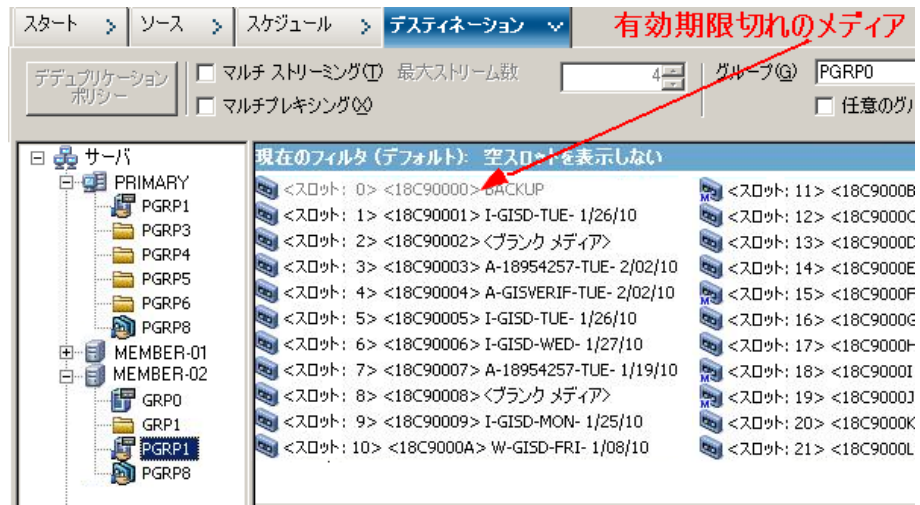 スタート
ソース
スケジュール
デスティネーション
有効期限切れのメディア
デデュプリケーション
ポリシー
マルチ ストリーミング(T) 最大ストリーム数 4
マルチプレキシング(X)
グループ(G) PGRP0
任意のグル
サーバ
PRIMARY
PGRP1
PGRP3
PGRP4
PGRP5
PGRP6
PGRP8
MEMBER-01
MEMBER-02
GRP0
GRP1
PGRP1
PGRP8
現在のフィルタ (デフォルト): 空スロットを表示しない
<スロット: 0> <18C90000> BACKUP
<スロット: 1> <18C90001> I-GISD-TUE- 1/26/10
<スロット: 2> <18C90002> <ブランク メディア>
<スロット: 3> <18C90003> A-18954257-TUE- 2/02/10
<スロット: 4> <18C90004> A-GISVERIF-TUE- 2/02/10
<スロット: 5> <18C90005> I-GISD-TUE- 1/26/10
<スロット: 6> <18C90006> I-GISD-WED- 1/27/10
<スロット: 7> <18C90007> A-18954257-TUE- 1/19/10
<スロット: 8> <18C90008> <ブランク メディア>
<スロット: 9> <18C90009> I-GISD-MON- 1/25/10
<スロット: 10> <18C9000A> W-GISD-FRI- 1/08/10
<スロット: 11> <18C9000B
<スロット: 12> <18C9000C
<スロット: 13> <18C9000D
<スロット: 14> <18C9000E
<スロット: 15> <18C9000F
<スロット: 16> <18C9000G
<スロット: 17> <18C9000H
<スロット: 18> <18C9000I
<スロット: 19> <18C9000J
<スロット: 20> <18C9000K
<スロット: 21> <18C9000L